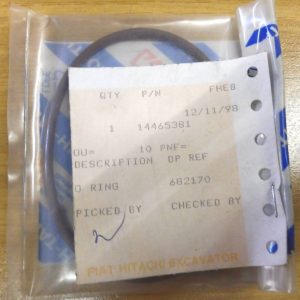 QTY P/N FHEB
12/11/98
1 14465381
OU= 10 PNE=
DESCRIPTION DP REF
O RING 682170
PICKED BY CHECKED BY
FIAT HITACHI EXCAVATOR